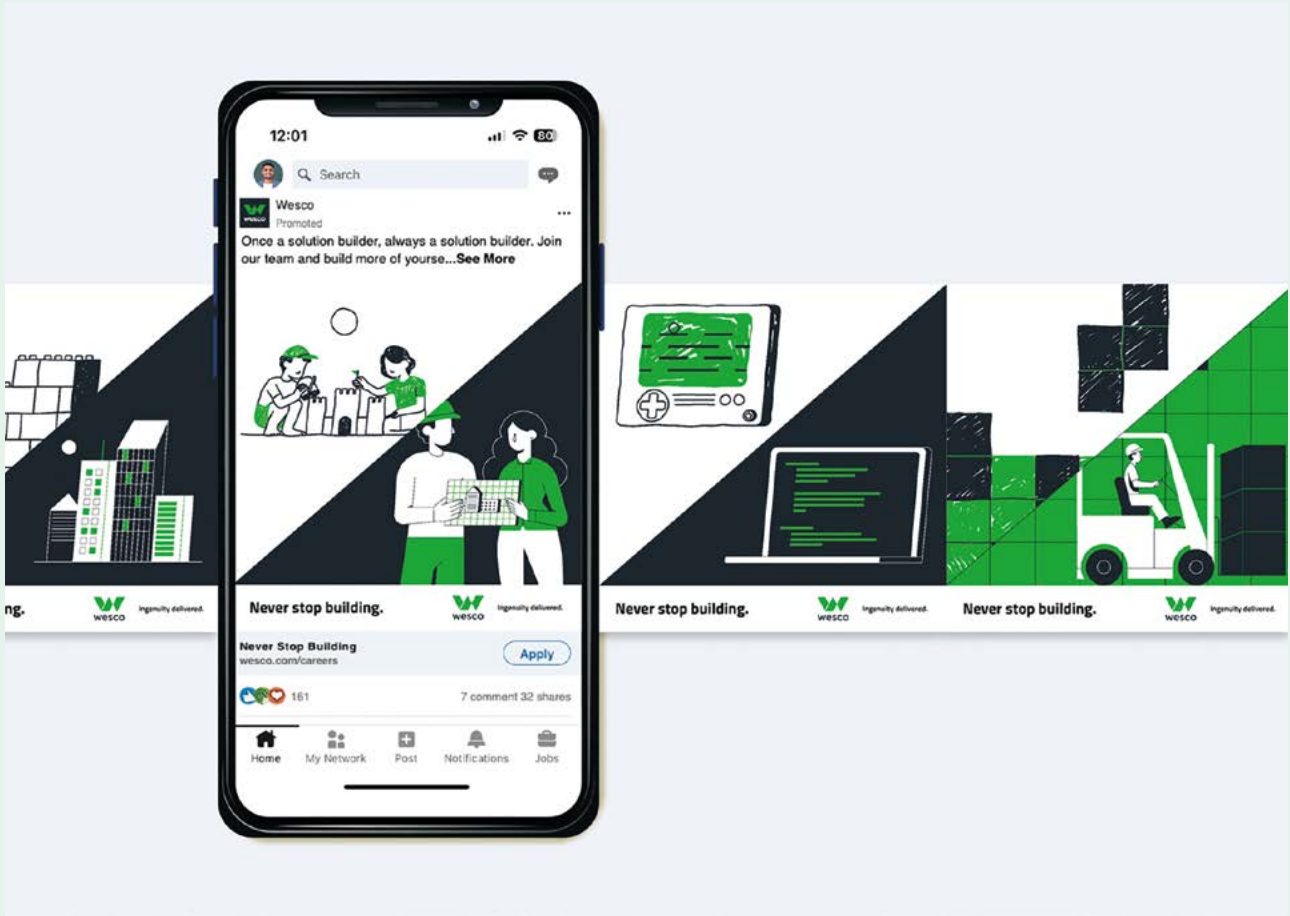 12:01
80
Search
Wesco
wesco
Promoted
Once a solution builder, always a solution builder. Join
our team and build more of yourse...See More
ng.
wesco
Ingenuity delivered.
Never stop building.
wesco
Ingenuity delivered.
Never stop building.
wesco
Ingenuity delivered.
Never stop building.
wesco
Ingenuity delivered.
Never Stop Building
wesco.com/careers
Apply
161
7 comment 32 shares
Home
My Network
Post
Notifications
Jobs